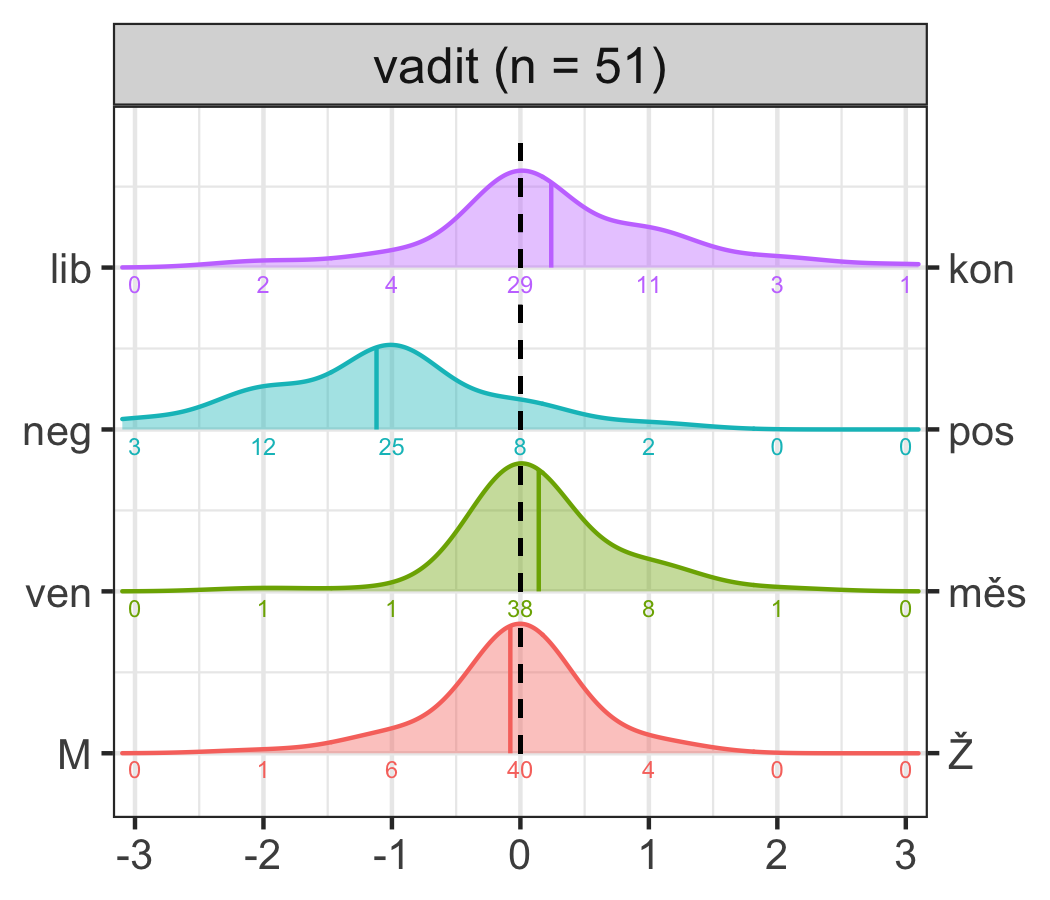 vadit (n = 51)
lib kon
0 2 4 29 11 3 1
neg pos
3 12 25 8 2 0 0
ven měs
0 1 1 38 8 1 0
M Ž
0 1 6 40 4 0 0
-3 -2 -1 0 1 2 3